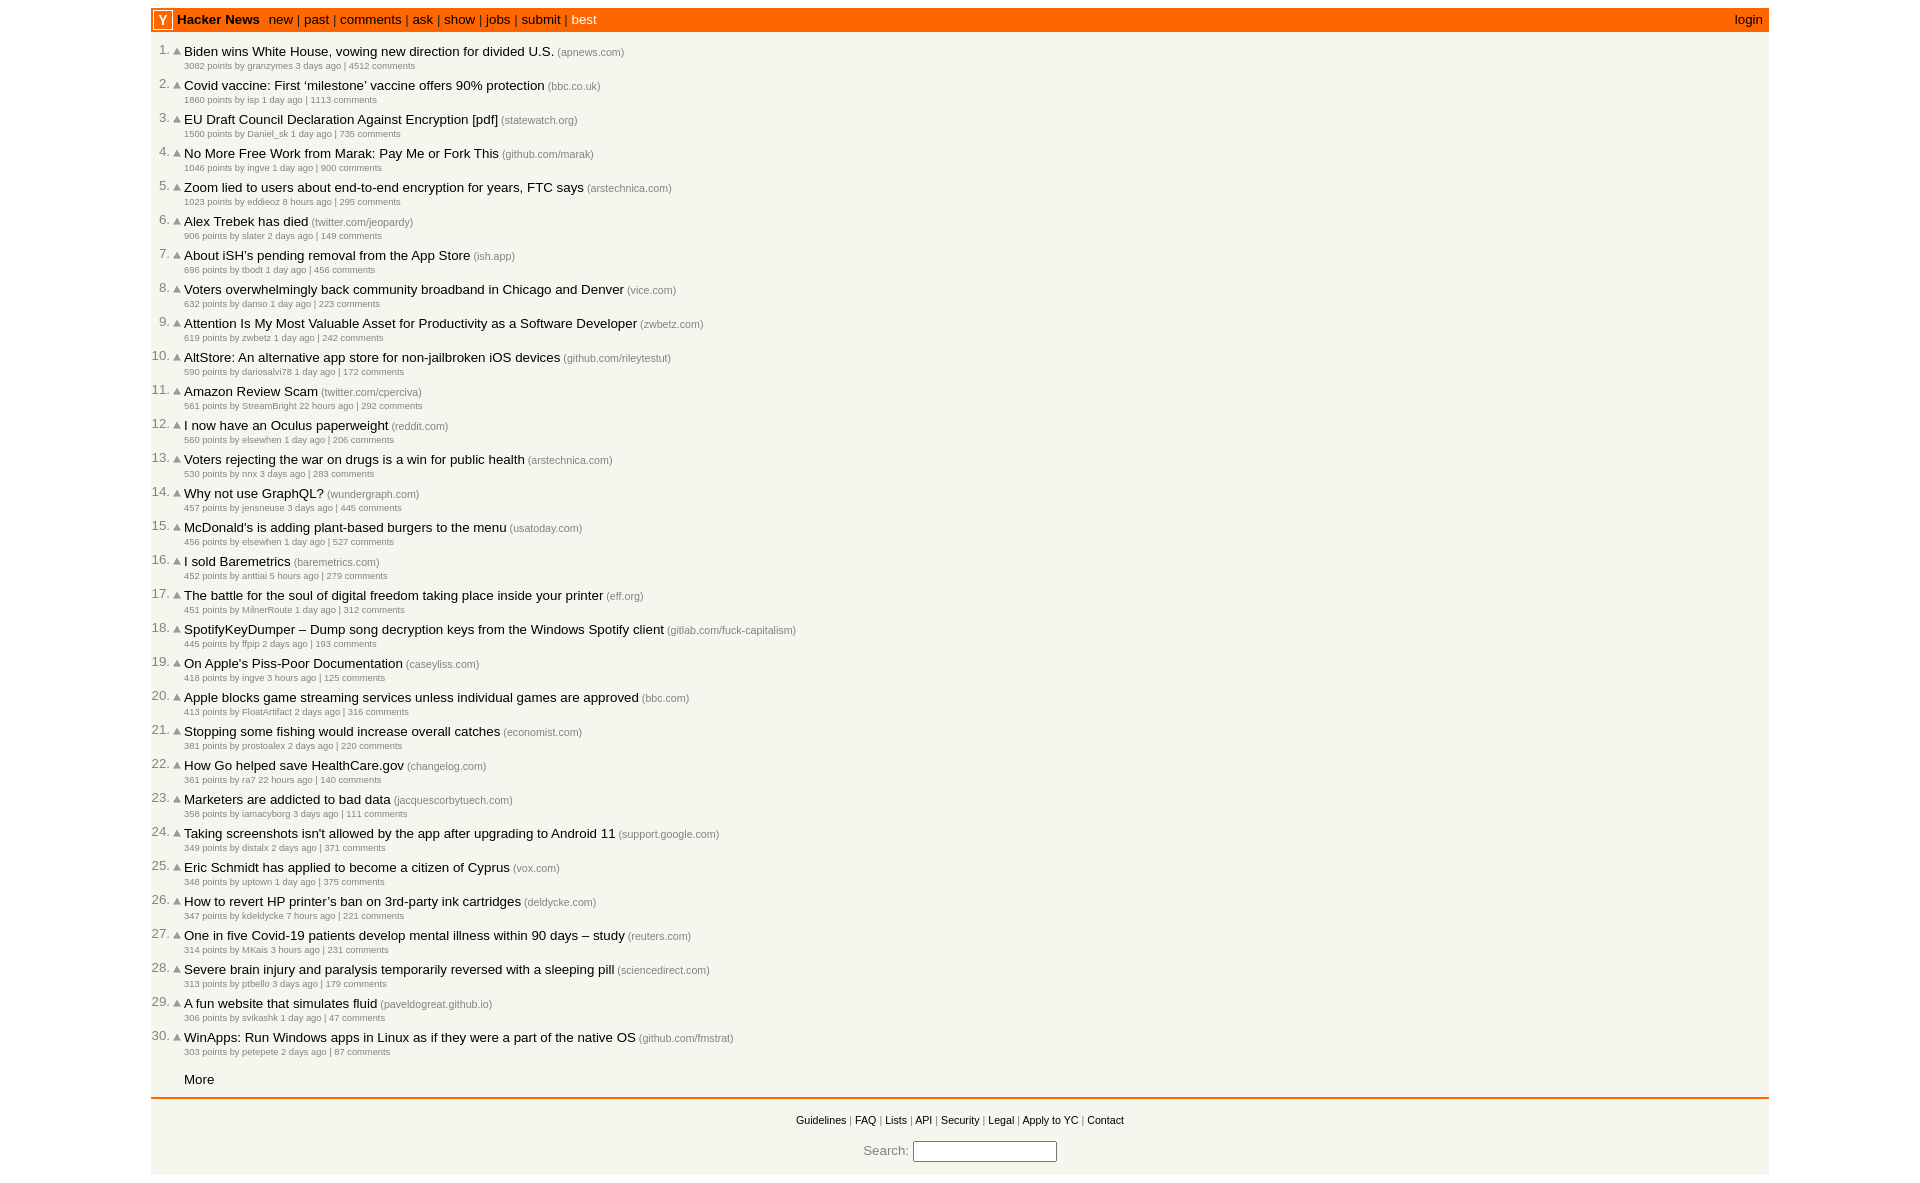 Y Hacker News new | past | comments | ask | show | jobs | submit | best login
1. Biden wins White House, vowing new direction for divided U.S. (apnews.com)
3082 points by granzymes 3 days ago | 4512 comments
2. Covid vaccine: First ‘milestone’ vaccine offers 90% protection (bbc.co.uk)
1860 points by isp 1 day ago | 1113 comments
3. EU Draft Council Declaration Against Encryption [pdf] (statewatch.org)
1500 points by Daniel_sk 1 day ago | 735 comments
4. No More Free Work from Marak: Pay Me or Fork This (github.com/marak)
1046 points by ingve 1 day ago | 900 comments
5. Zoom lied to users about end-to-end encryption for years, FTC says (arstechnica.com)
1023 points by eddieoz 8 hours ago | 295 comments
6. Alex Trebek has died (twitter.com/jeopardy)
906 points by slater 2 days ago | 149 comments
7. About iSH’s pending removal from the App Store (ish.app)
696 points by tbodt 1 day ago | 456 comments
8. Voters overwhelmingly back community broadband in Chicago and Denver (vice.com)
632 points by danso 1 day ago | 223 comments
9. Attention Is My Most Valuable Asset for Productivity as a Software Developer (zwbetz.com)
619 points by zwbetz 1 day ago | 242 comments
10. AltStore: An alternative app store for non-jailbroken iOS devices (github.com/rileytestut)
590 points by dariosalvi78 1 day ago | 172 comments
11. Amazon Review Scam (twitter.com/cperciva)
561 points by StreamBright 22 hours ago | 292 comments
12. I now have an Oculus paperweight (reddit.com)
560 points by elsewhen 1 day ago | 206 comments
13. Voters rejecting the war on drugs is a win for public health (arstechnica.com)
530 points by nnx 3 days ago | 283 comments
14. Why not use GraphQL? (wundergraph.com)
457 points by jensneuse 3 days ago | 445 comments
15. McDonald's is adding plant-based burgers to the menu (usatoday.com)
456 points by elsewhen 1 day ago | 527 comments
16. I sold Baremetrics (baremetrics.com)
452 points by anttiai 5 hours ago | 279 comments
17. The battle for the soul of digital freedom taking place inside your printer (eff.org)
451 points by MilnerRoute 1 day ago | 312 comments
18. SpotifyKeyDumper – Dump song decryption keys from the Windows Spotify client (gitlab.com/fuck-capitalism)
445 points by ffpip 2 days ago | 193 comments
19. On Apple's Piss-Poor Documentation (caseyliss.com)
418 points by ingve 3 hours ago | 125 comments
20. Apple blocks game streaming services unless individual games are approved (bbc.com)
413 points by FloatArtifact 2 days ago | 316 comments
21. Stopping some fishing would increase overall catches (economist.com)
381 points by prostoalex 2 days ago | 220 comments
22. How Go helped save HealthCare.gov (changelog.com)
361 points by ra7 22 hours ago | 140 comments
23. Marketers are addicted to bad data (jacquescorbytuech.com)
358 points by iamacyborg 3 days ago | 111 comments
24. Taking screenshots isn't allowed by the app after upgrading to Android 11 (support.google.com)
349 points by distalx 2 days ago | 371 comments
25. Eric Schmidt has applied to become a citizen of Cyprus (vox.com)
348 points by uptown 1 day ago | 375 comments
26. How to revert HP printer’s ban on 3rd-party ink cartridges (deldycke.com)
347 points by kdeldycke 7 hours ago | 221 comments
27. One in five Covid-19 patients develop mental illness within 90 days – study (reuters.com)
314 points by MKais 3 hours ago | 231 comments
28. Severe brain injury and paralysis temporarily reversed with a sleeping pill (sciencedirect.com)
313 points by ptbello 3 days ago | 179 comments
29. A fun website that simulates fluid (paveldogreat.github.io)
306 points by svikashk 1 day ago | 47 comments
30. WinApps: Run Windows apps in Linux as if they were a part of the native OS (github.com/fmstrat)
303 points by petepete 2 days ago | 87 comments
More
Guidelines | FAQ | Lists | API | Security | Legal | Apply to YC | Contact
Search: